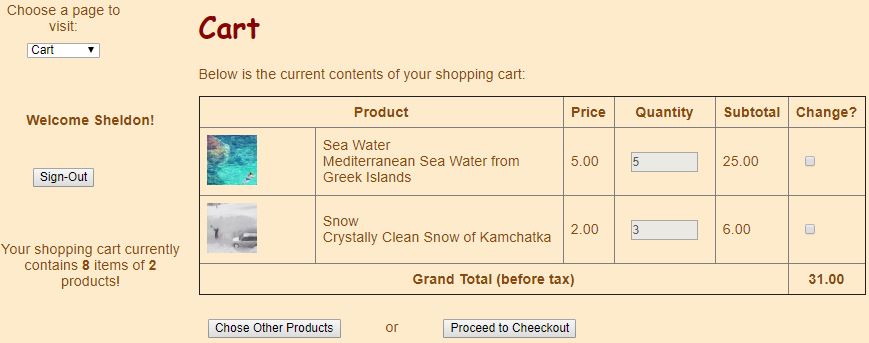 Choose a page to
visit:
Cart
Welcome Sheldon!
Sign-Out
Your shopping cart currently
contains 8 items of 2
products!
Cart
Below is the current contents of your shopping cart:
Product Price Quantity Subtotal Change?
Sea Water
Mediterranean Sea Water from
Greek Islands
5.00 5 25.00
Snow
Crystally Clean Snow of Kamchatka
2.00 3 6.00
Grand Total (before tax) 31.00
Chose Other Products or Proceed to Cheeckout